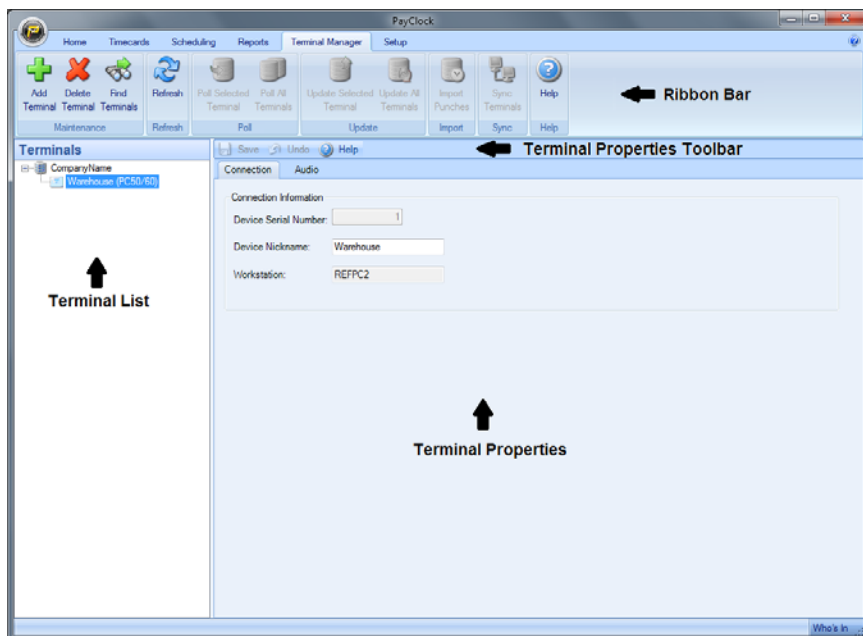 PayClock
Home Timecards Scheduling Reports Terminal Manager Setup
Add Terminal
Delete Terminal
Find Terminals
Refresh
Poll Selected Terminal
Poll All Terminals
Update Selected Terminal
Update All Terminals
Import Punches
Sync Terminals
Help
Ribbon Bar
Maintenance Refresh Poll Update Import Sync Help
Terminals
Save Undo Help
Terminal Properties Toolbar
CompanyName
Warehouse (PC50/60)
Connection Audio
Connection Information
Device Serial Number: 1
Device Nickname: Warehouse
Workstation: REFPC2
Terminal List
Terminal Properties
Who's In